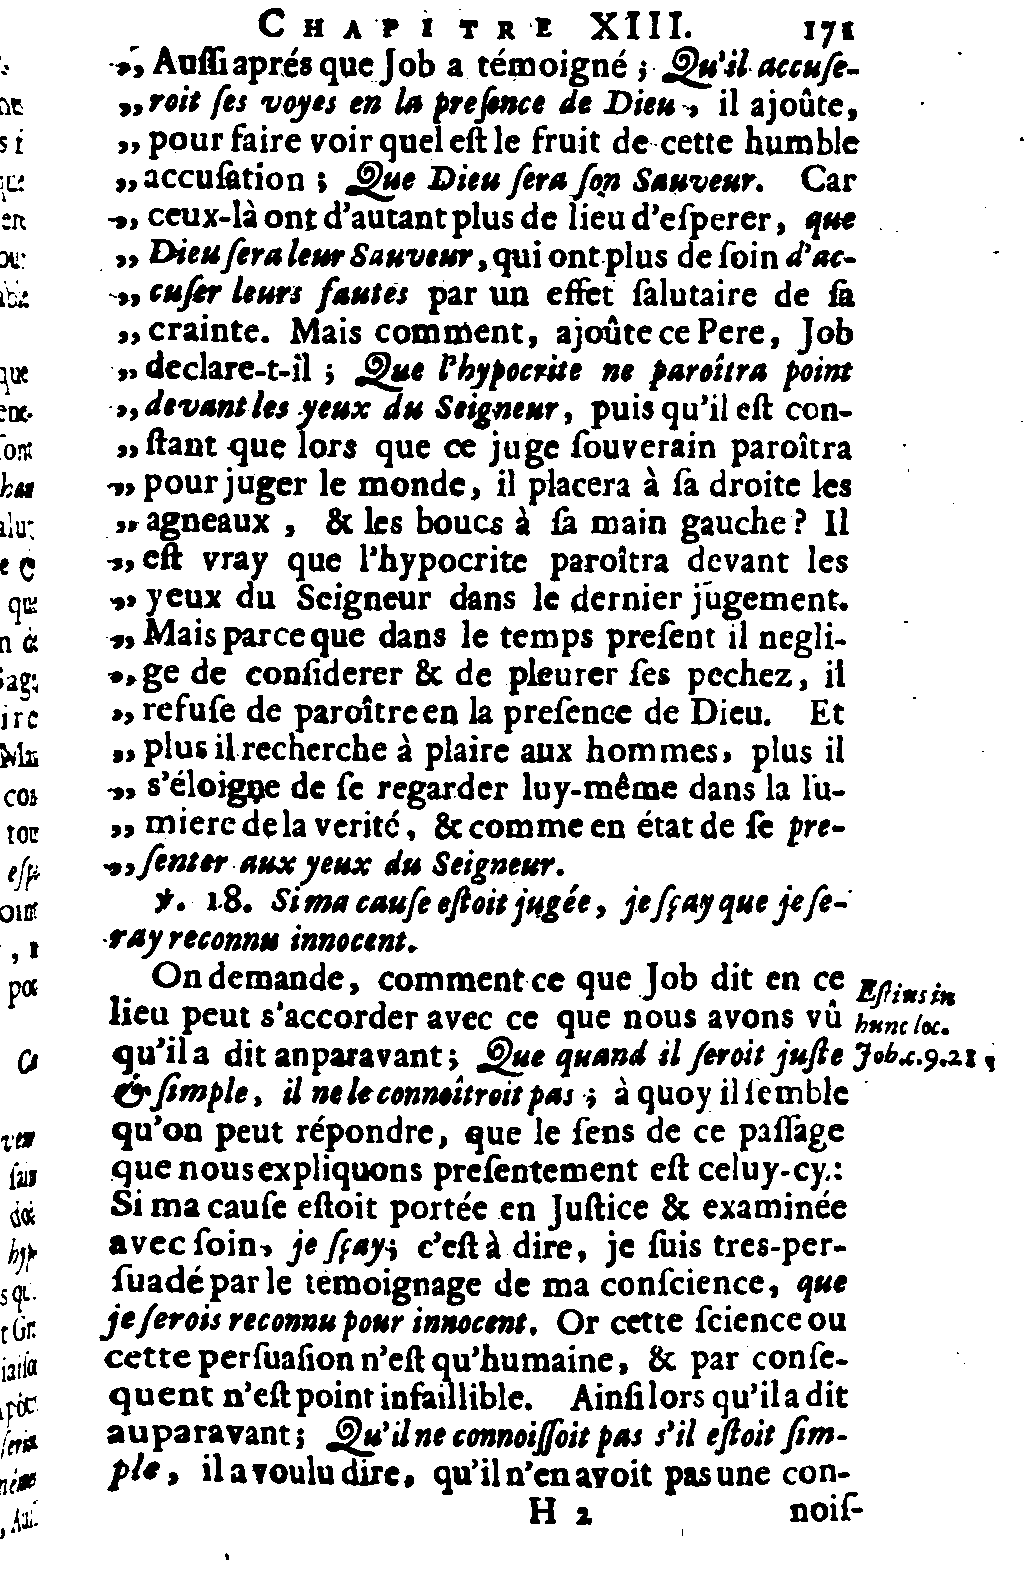 CHAPITRE XIII. 171
„ Auſſi aprés que Job a témoigné ; Qu'il accuſe-
„ roit ſes voyes en la preſence de Dieu, il ajoûte,
„ pour faire voir quel eſt le fruit de cette humble
„ accuſation ; Que Dieu ſera ſon Sauveur. Car
„ ceux-là ont d'autant plus de lieu d'eſperer, que
„ Dieu ſera leur Sauveur, qui ont plus de ſoin d'ac-
„ cuſer leurs fautes par un effet ſalutaire de ſa
„ crainte. Mais comment, ajoûte ce Pere, Job
„ declare-t-il ; Que l'hypocrite ne paroîtra point
„ devant les yeux du Seigneur, puis qu'il eſt con-
„ ſtant que lors que ce juge ſouverain paroîtra
„ pour juger le monde, il placera à ſa droite les
„ agneaux, & les boucs à ſa main gauche ? Il
„ eſt vray que l'hypocrite paroîtra devant les
„ yeux du Seigneur dans le dernier jugement.
„ Mais parce que dans le temps preſent il negli-
„ ge de conſiderer & de pleurer ſes pechez, il
„ refuſe de paroître en la preſence de Dieu. Et
„ plus il recherche à plaire aux hommes, plus il
„ s'éloigne de ſe regarder luy-même dans la lu-
„ miere de la verité, & comme en état de ſe pre-
„ ſenter aux yeux du Seigneur.
℣. 18. Si ma cauſe eſtoit jugée, je ſçay que je ſe-
ray reconnu innocent.
On demande, comment ce que Job dit en ce
lieu peut s'accorder avec ce que nous avons vû
qu'il a dit anparavant ; Que quand il ſeroit juſte
& ſimple, il ne le connoîtroit pas ; à quoy il ſemble
qu'on peut répondre, que le ſens de ce paſſage
que nous expliquons preſentement eſt celuy-cy :
Si ma cauſe eſtoit portée en Juſtice & examinée
avec ſoin, je ſçay ; c'eſt à dire, je ſuis tres-per-
ſuadé par le témoignage de ma conſcience, que
je ſerois reconnu pour innocent. Or cette ſcience ou
cette perſuaſion n'eſt qu'humaine, & par conſe-
quent n'eſt point infaillible. Ainſi lors qu'il a dit
auparavant ; Qu'il ne connoiſſoit pas s'il eſtoit ſim-
ple, il a voulu dire, qu'il n'en avoit pas une con-
H 2 noiſ-
Eſtius in
hunc loc.
Job. c. 9. 21